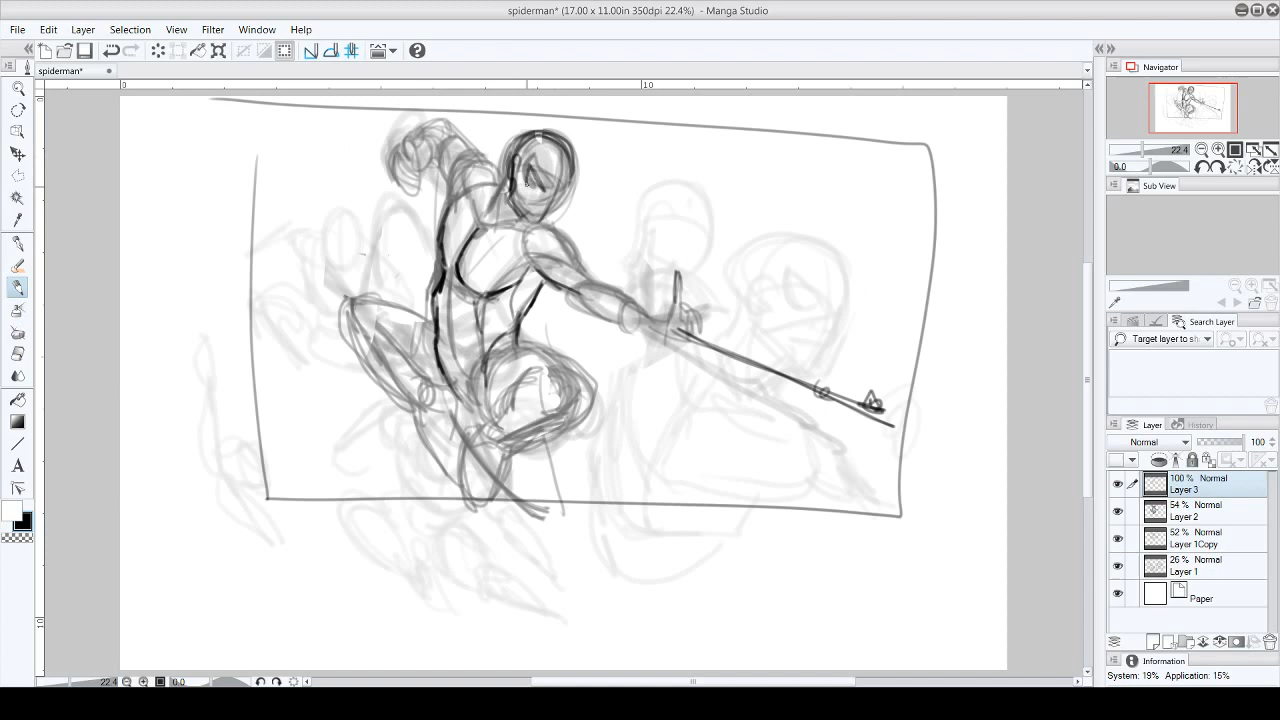 spiderman* (17.00 x 11.00in 350dpi 22.4%) - Manga Studio
File Edit Layer Selection View Filter Window Help
spiderman*
0 10
0
10
Navigator
22.4
0.0
Sub View
Search Layer
Target layer to sh
Layer History
Normal 100
100 % Normal
Layer 3
54 % Normal
Layer 2
52 % Normal
Layer 1Copy
26 % Normal
Layer 1
Paper
Information
System: 19% Application: 15%
22.4 0.0